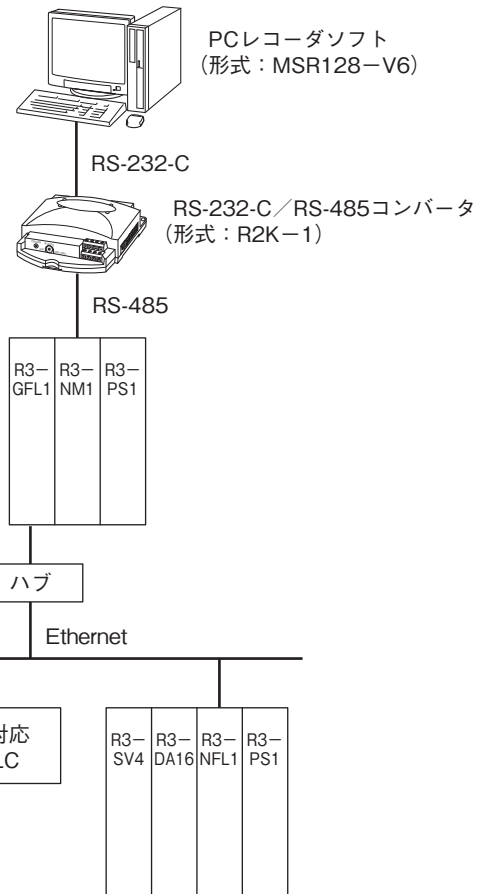 PCレコーダソフト
（形式：MSR128－V6）
RS-232-C
RS-232-C／RS-485コンバータ
（形式：R2K－1）
RS-485
R3－
GFL1
R3－
NM1
R3－
PS1
ハブ
Ethernet
対応
LC
R3－
SV4
R3－
DA16
R3－
NFL1
R3－
PS1